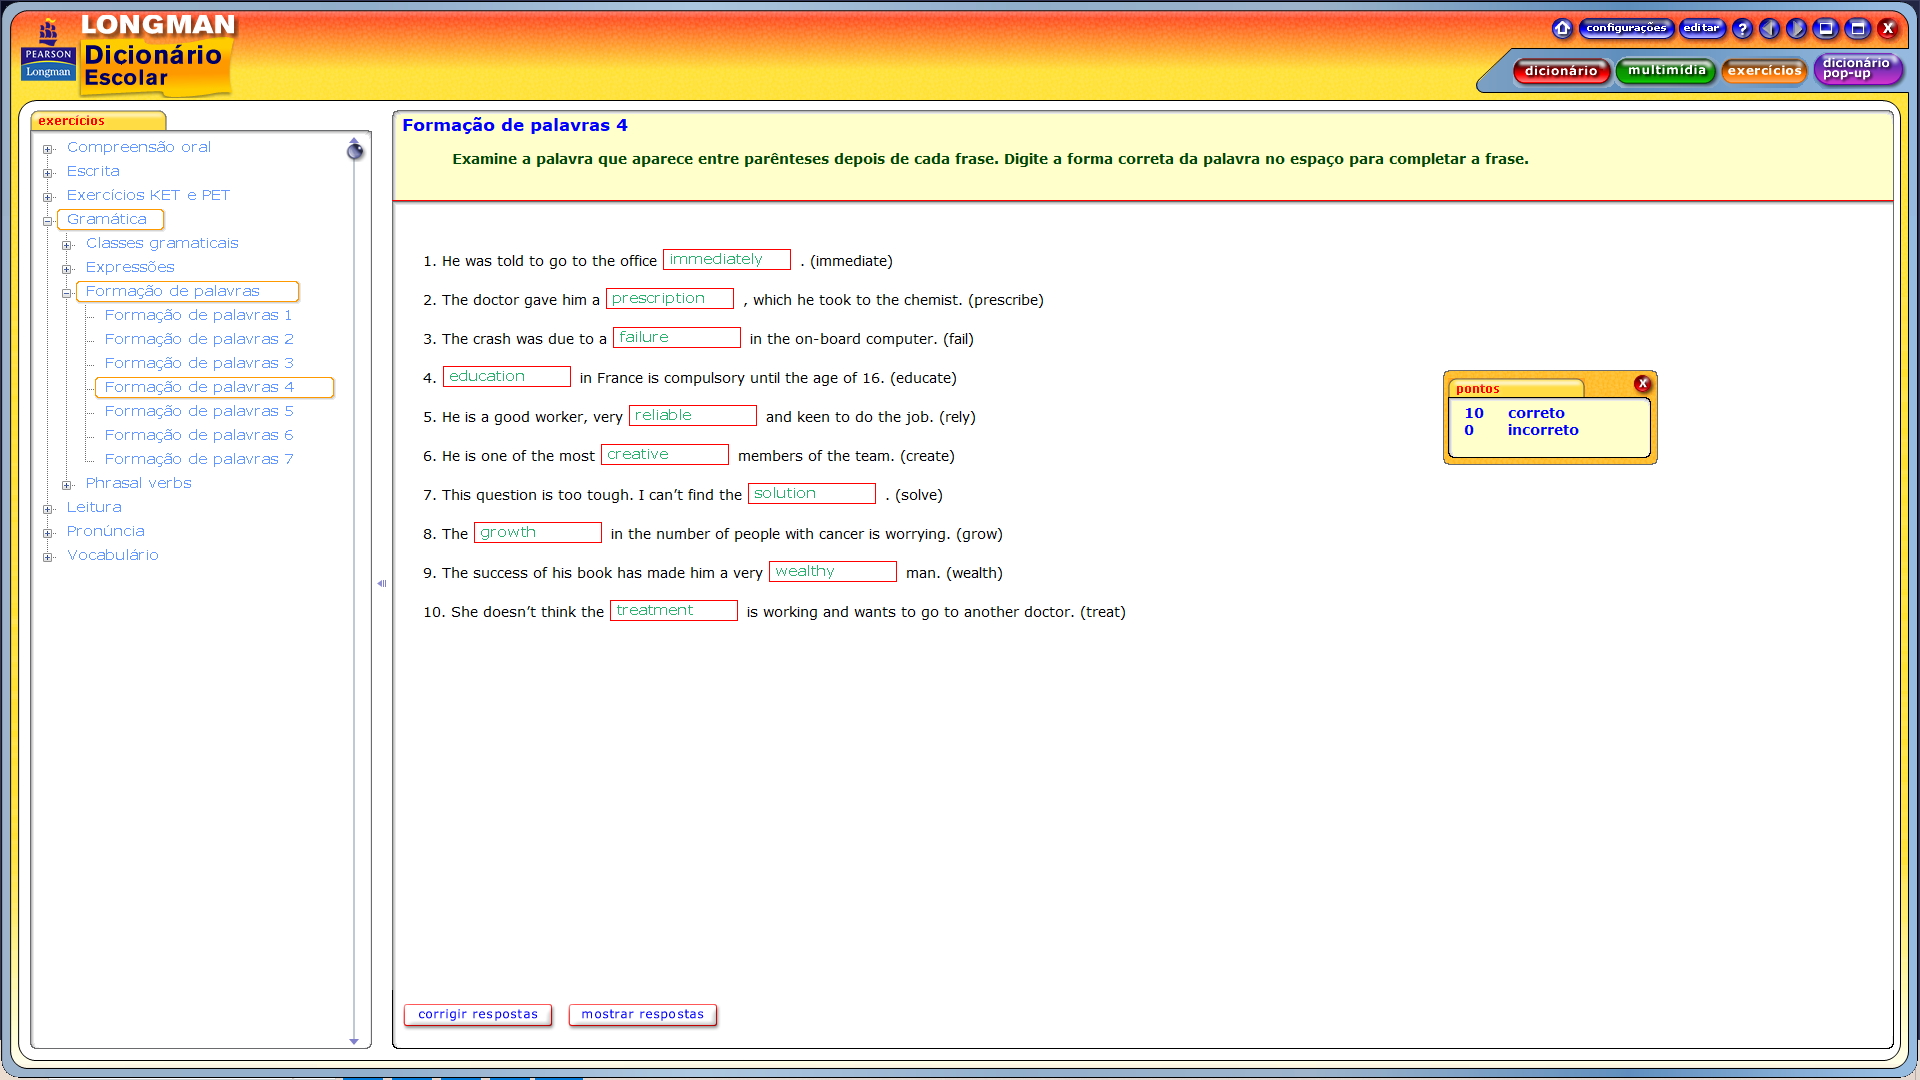 LONGMAN
Dicionário
Escolar
PEARSON
Longman
configurações editar ?
dicionário multimídia exercícios dicionário pop-up
exercícios
Compreensão oral
Escrita
Exercícios KET e PET
Gramática
Classes gramaticais
Expressões
Formação de palavras
Formação de palavras 1
Formação de palavras 2
Formação de palavras 3
Formação de palavras 4
Formação de palavras 5
Formação de palavras 6
Formação de palavras 7
Phrasal verbs
Leitura
Pronúncia
Vocabulário
Formação de palavras 4
Examine a palavra que aparece entre parênteses depois de cada frase. Digite a forma correta da palavra no espaço para completar a frase.
1. He was told to go to the office immediately . (immediate)
2. The doctor gave him a prescription , which he took to the chemist. (prescribe)
3. The crash was due to a failure in the on-board computer. (fail)
4. education in France is compulsory until the age of 16. (educate)
5. He is a good worker, very reliable and keen to do the job. (rely)
6. He is one of the most creative members of the team. (create)
7. This question is too tough. I can’t find the solution . (solve)
8. The growth in the number of people with cancer is worrying. (grow)
9. The success of his book has made him a very wealthy man. (wealth)
10. She doesn’t think the treatment is working and wants to go to another doctor. (treat)
pontos
10 correto
0 incorreto
corrigir respostas mostrar respostas